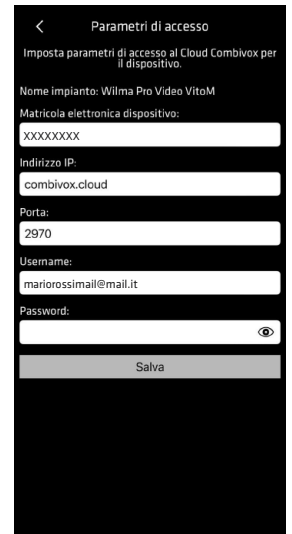 Parametri di accesso
Imposta parametri di accesso al Cloud Combivox per
il dispositivo.
Nome impianto: Wilma Pro Video VitoM
Matricola elettronica dispositivo:
XXXXXXXX
Indirizzo IP:
combivox.cloud
Porta:
2970
Username:
mariorossimail@mail.it
Password:
Salva